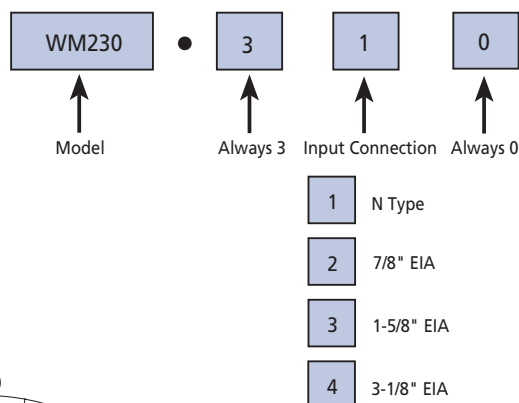 WM230 • 3 1 0
Model Always 3 Input Connection Always 0
1 N Type
2 7/8" EIA
3 1-5/8" EIA
4 3-1/8" EIA